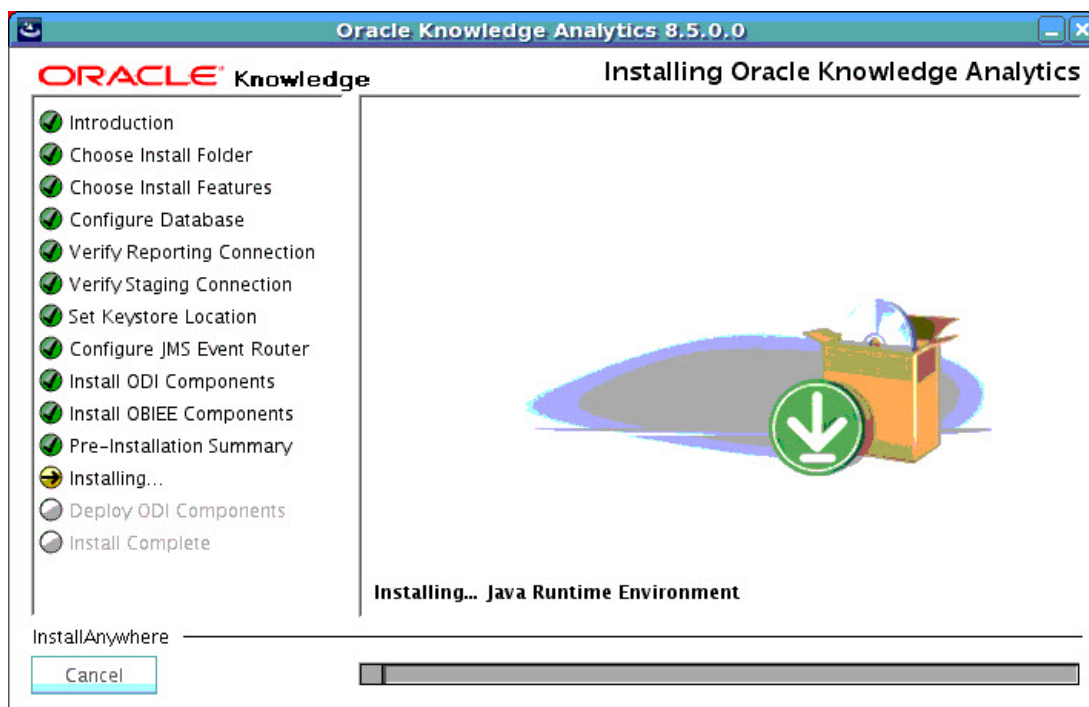 Oracle Knowledge Analytics 8.5.0.0
ORACLE Knowledge
Installing Oracle Knowledge Analytics
Introduction
Choose Install Folder
Choose Install Features
Configure Database
Verify Reporting Connection
Verify Staging Connection
Set Keystore Location
Configure JMS Event Router
Install ODI Components
Install OBIEE Components
Pre-Installation Summary
Installing...
Deploy ODI Components
Install Complete
Installing... Java Runtime Environment
InstallAnywhere
Cancel